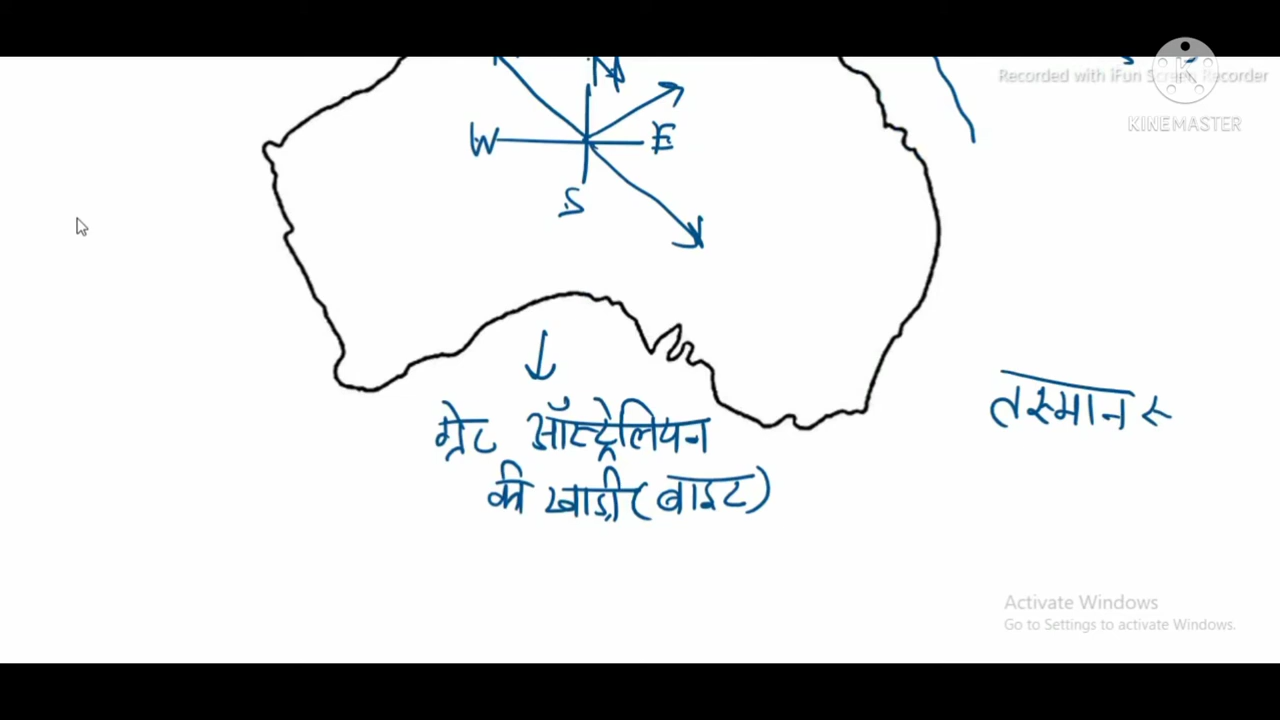 N
Recorded with iFun Screen Recorder
KINEMASTER
W
E
S
तस्मान स
ग्रेट ऑस्ट्रेलियन
की खाड़ी (बाइट)
Activate Windows
Go to Settings to activate Windows.